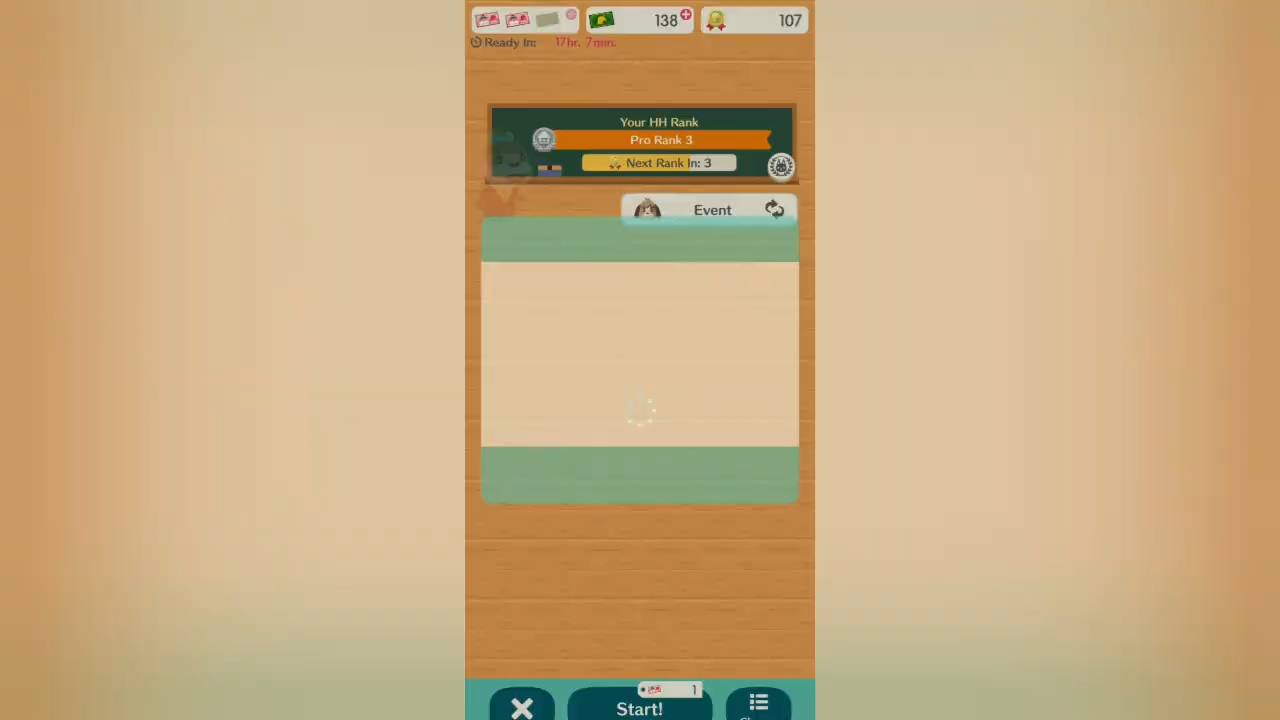 138
107
Ready In: 17hr. 7min.
Your HH Rank
Pro Rank 3
Next Rank In: 3
Event
1
Start!